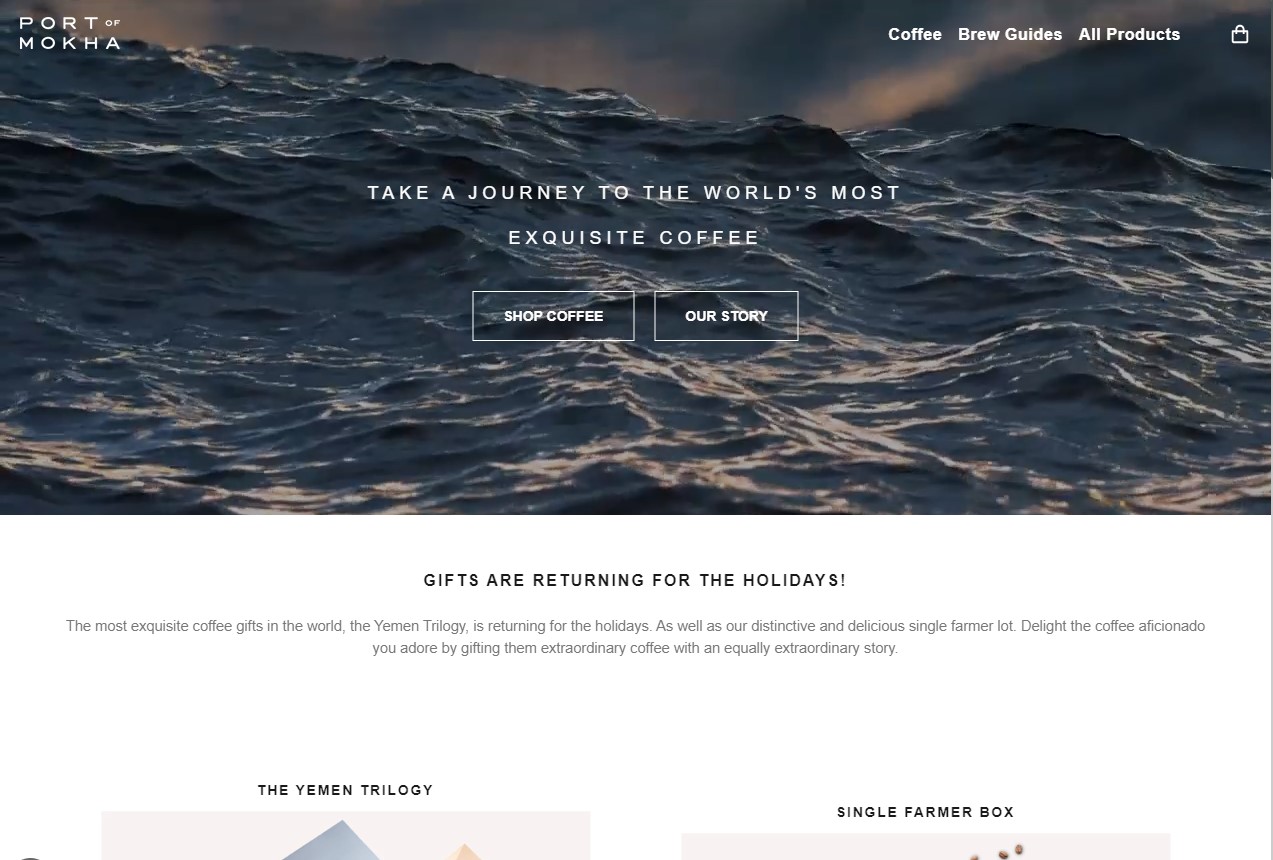 PORT OF
MOKHA
Coffee Brew Guides All Products
TAKE A JOURNEY TO THE WORLD'S MOST
EXQUISITE COFFEE
SHOP COFFEE OUR STORY
GIFTS ARE RETURNING FOR THE HOLIDAYS!
The most exquisite coffee gifts in the world, the Yemen Trilogy, is returning for the holidays. As well as our distinctive and delicious single farmer lot. Delight the coffee aficionado
you adore by gifting them extraordinary coffee with an equally extraordinary story.
THE YEMEN TRILOGY
SINGLE FARMER BOX